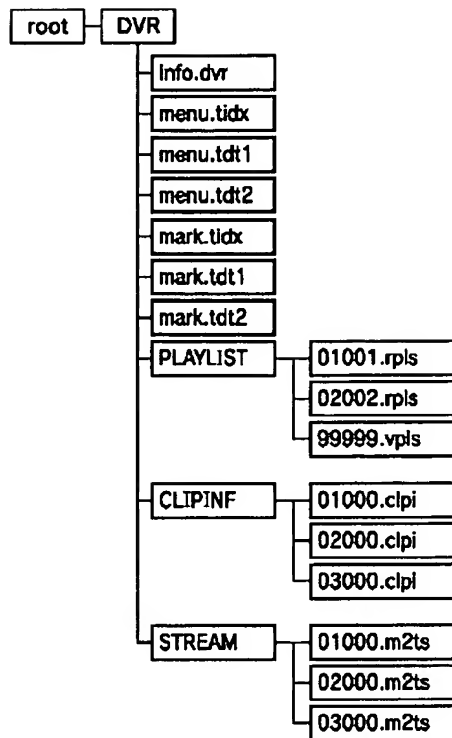 root DVR
info.dvr
menu.tidx
menu.tdt1
menu.tdt2
mark.tidx
mark.tdt1
mark.tdt2
PLAYLIST 01001.rpls
02002.rpls
99999.vpls
CLIPINF 01000.clpi
02000.clpi
03000.clpi
STREAM 01000.m2ts
02000.m2ts
03000.m2ts